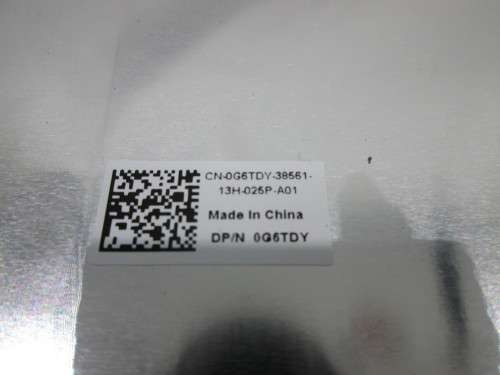 CN-0G6TDY-38561-
13H-025P-A01
Made in China
DP/N 0G6TDY